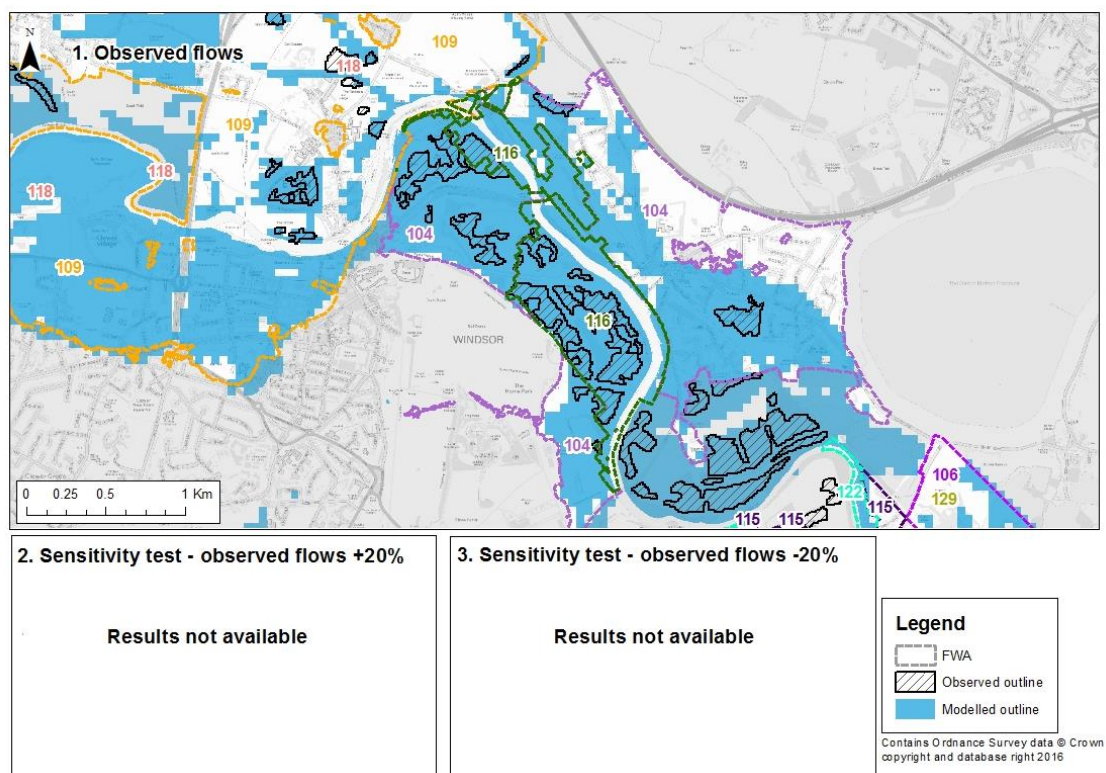 N
1. Observed flows
109
118
109
118
118
109
116
104
104
116
WINDSOR
104
106
122
129
115
115
115
0 0.25 0.5 1 Km
2. Sensitivity test - observed flows +20%
Results not available
3. Sensitivity test - observed flows -20%
Results not available
Legend
FWA
Observed outline
Modelled outline
Contains Ordnance Survey data © Crown
copyright and database right 2016